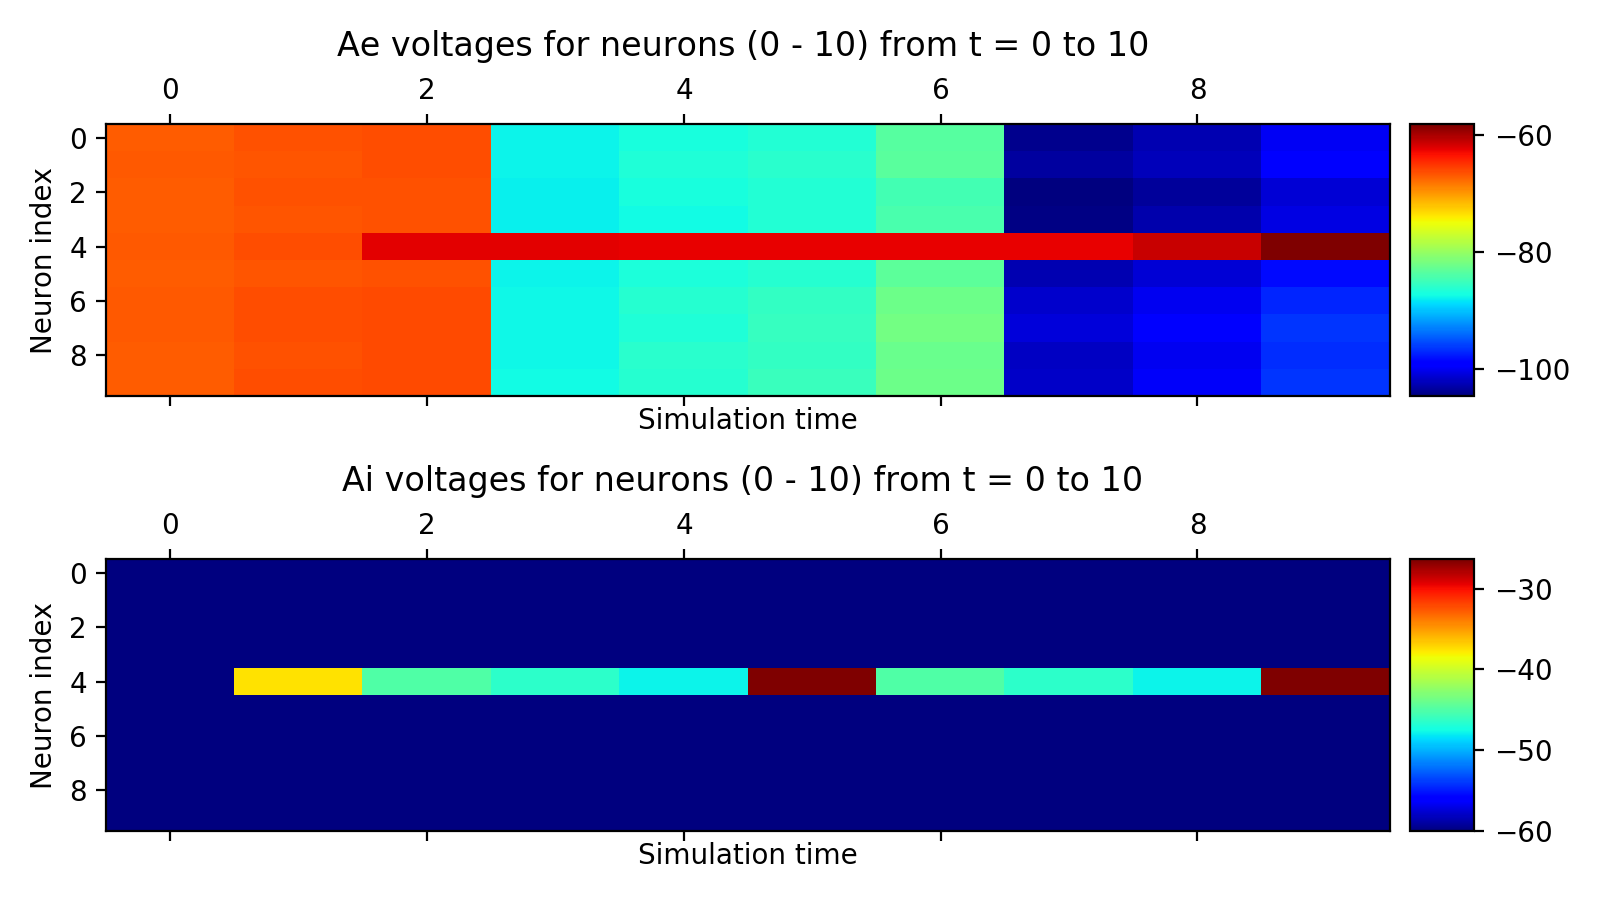 Ae voltages for neurons (0 - 10) from t = 0 to 10
0 2 4 6 8
0
2
4
6
8
Neuron index
Simulation time
−60
−80
−100
Ai voltages for neurons (0 - 10) from t = 0 to 10
0 2 4 6 8
0
2
4
6
8
Neuron index
Simulation time
−30
−40
−50
−60